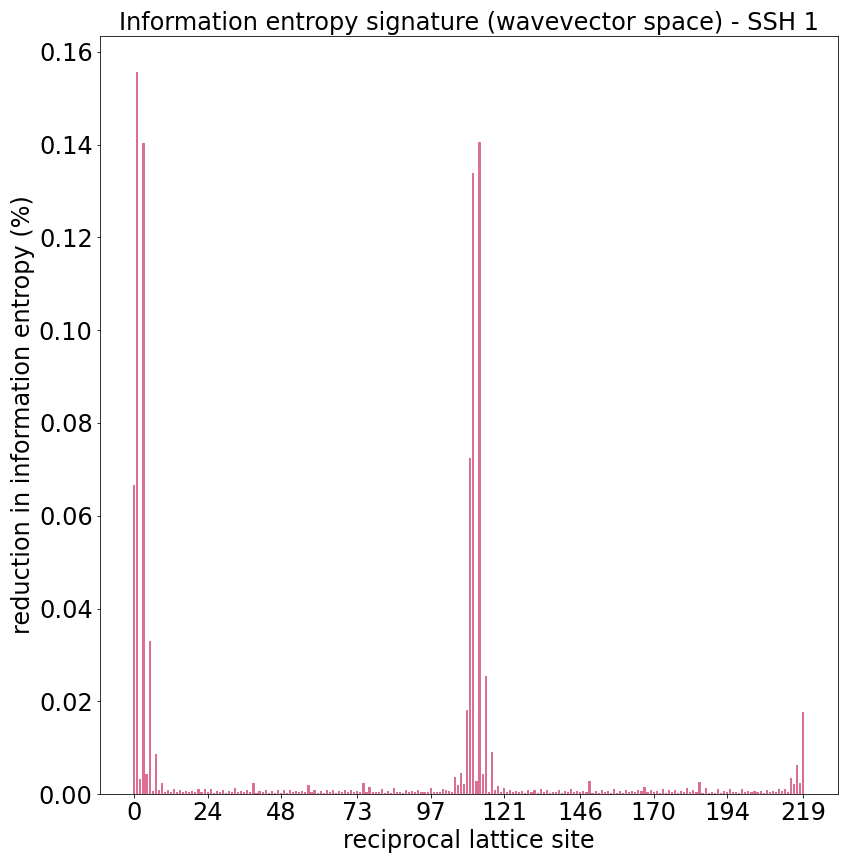 Information entropy signature (wavevector space) - SSH 1
reduction in information entropy (%)
0.16
0.14
0.12
0.10
0.08
0.06
0.04
0.02
0.00
0 24 48 73 97 121 146 170 194 219
reciprocal lattice site